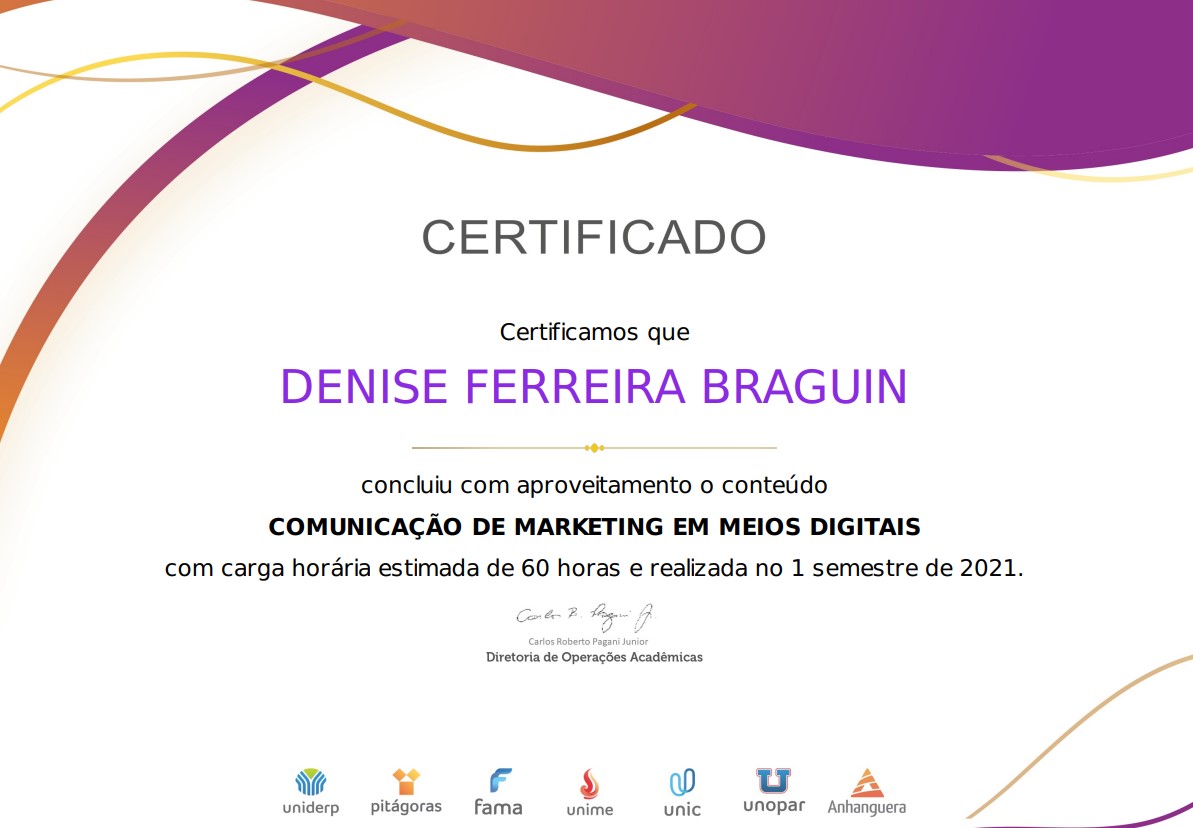 CERTIFICADO
Certificamos que
DENISE FERREIRA BRAGUIN
concluiu com aproveitamento o conteúdo
COMUNICAÇÃO DE MARKETING EM MEIOS DIGITAIS
com carga horária estimada de 60 horas e realizada no 1 semestre de 2021.
Carlos R. Pagani Jr.
Carlos Roberto Pagani Junior
Diretoria de Operações Acadêmicas
uniderp pitágoras fama unime unic unopar Anhanguera